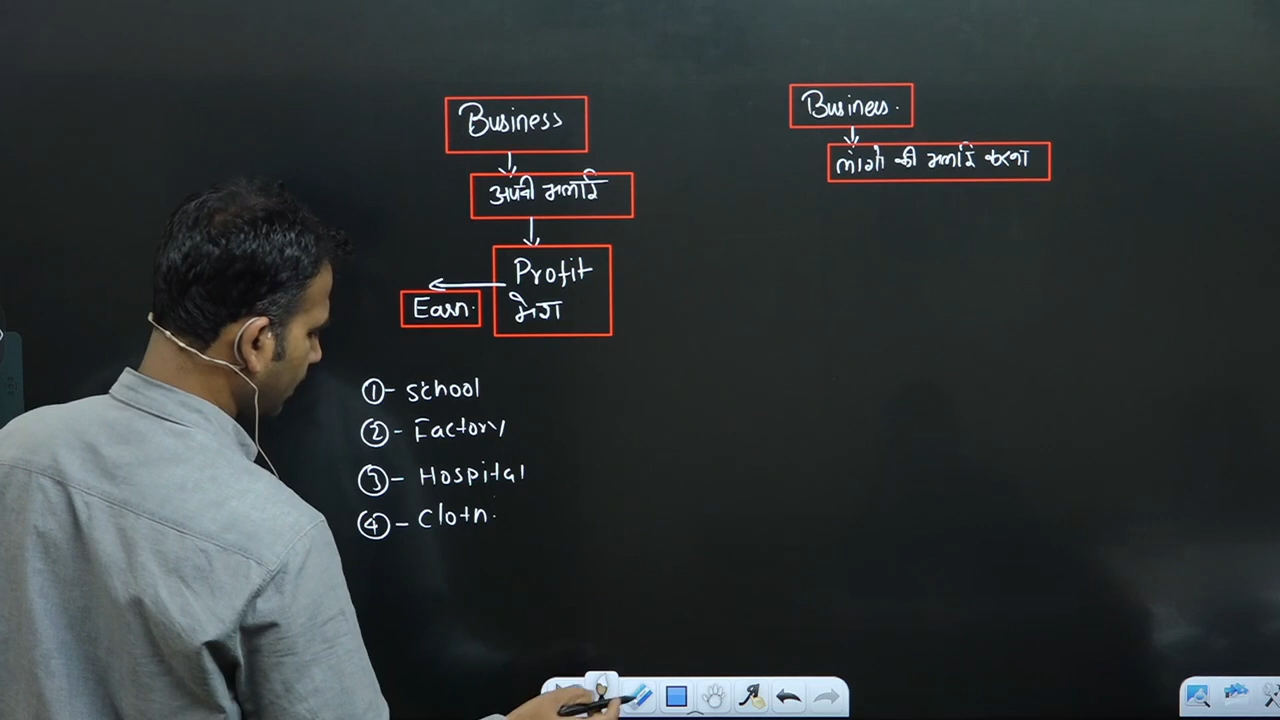 Business
अपनी भलाई
Profit
मेरा
Earn.
①- school
②- Factory
③- Hospital
④- Cloth.
Business.
लोगो की भलाई करना